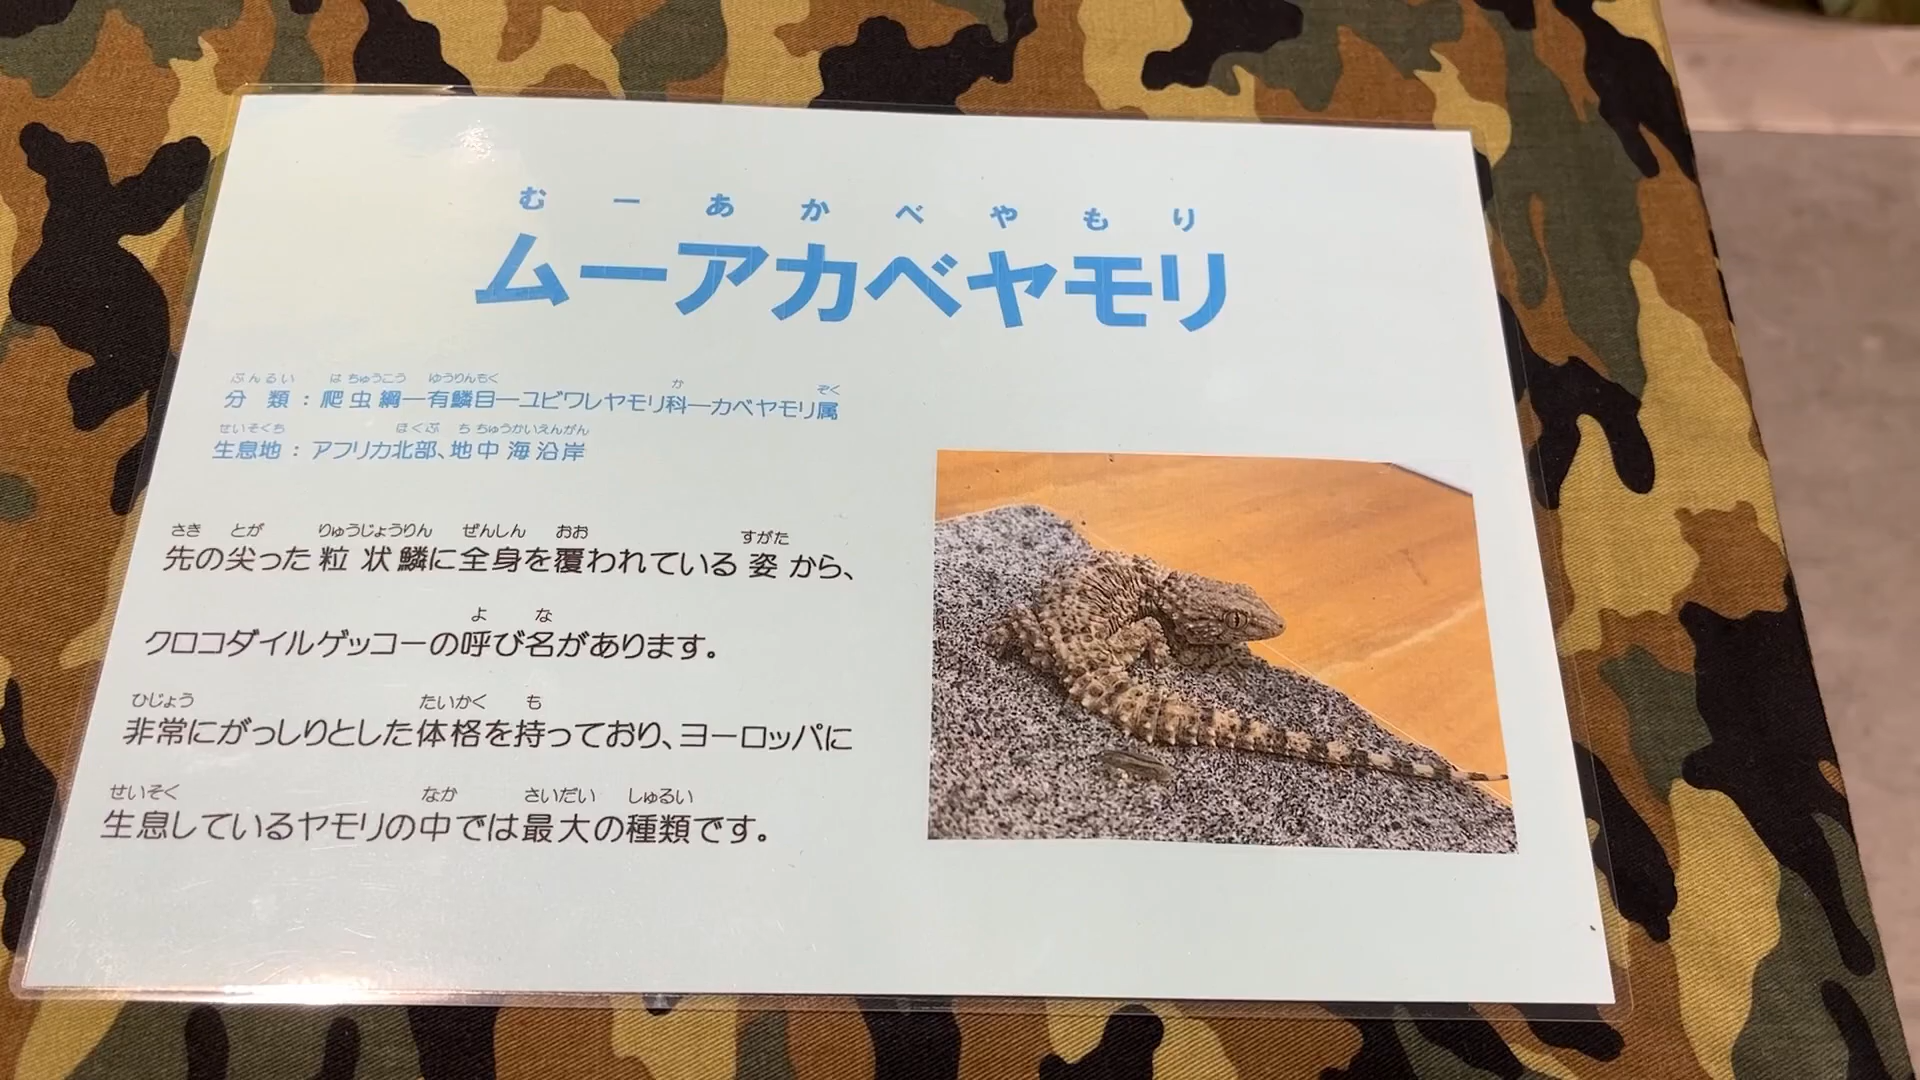 むーあかべやもり
ムーアカベヤモリ
ぶんるい はちゅうこう ゆうりんもく か ぞく
分類：爬虫綱―有鱗目―ユビワレヤモリ科―カベヤモリ属
せいそくち ほくぶ ちちゅうかいえんがん
生息地：アフリカ北部、地中海沿岸
さき とが りゅうじょうりん ぜんしん おお すがた
先の尖った粒状鱗に全身を覆われている姿から、
よ な
クロコダイルゲッコーの呼び名があります。
ひじょう たいかく も
非常にがっしりとした体格を持っており、ヨーロッパに
せいそく なか さいだい しゅるい
生息しているヤモリの中では最大の種類です。